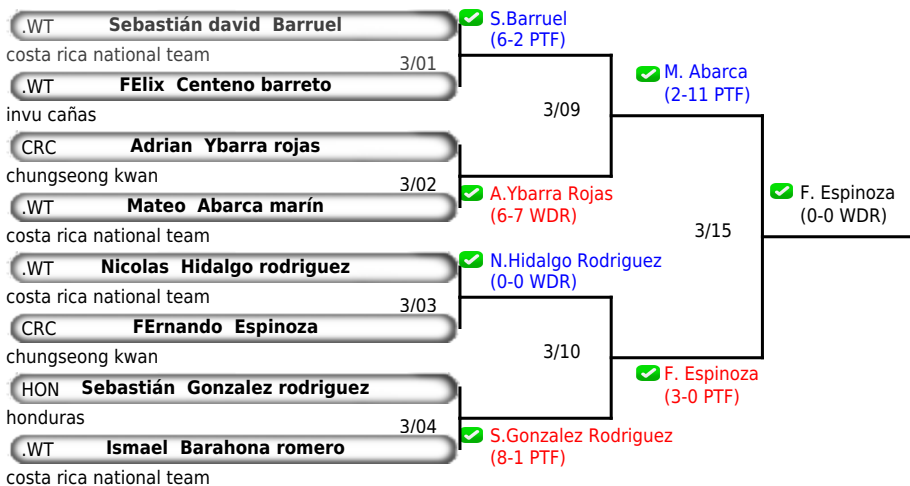 .WT Sebastián david Barruel
costa rica national team
3/01
.WT FElix Centeno barreto
invu cañas
CRC Adrian Ybarra rojas
chungseong kwan
3/02
.WT Mateo Abarca marín
costa rica national team
.WT Nicolas Hidalgo rodriguez
costa rica national team
3/03
CRC FErnando Espinoza
chungseong kwan
HON Sebastián Gonzalez rodriguez
honduras
3/04
.WT Ismael Barahona romero
costa rica national team
S.Barruel
(6-2 PTF)
3/09
A.Ybarra Rojas
(6-7 WDR)
N.Hidalgo Rodriguez
(0-0 WDR)
3/10
S.Gonzalez Rodriguez
(8-1 PTF)
M. Abarca
(2-11 PTF)
3/15
F. Espinoza
(3-0 PTF)
F. Espinoza
(0-0 WDR)